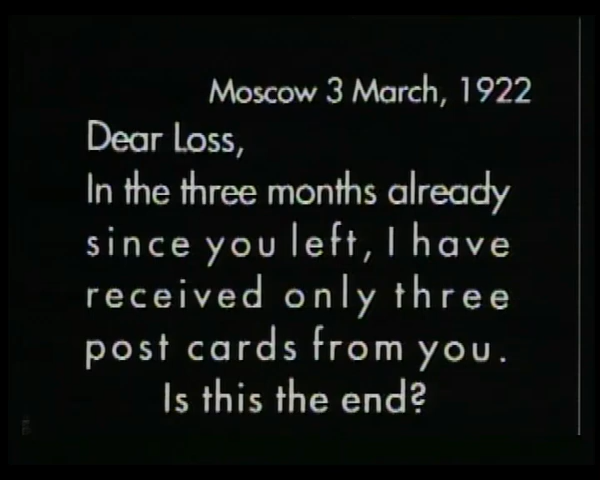 Moscow 3 March, 1922
Dear Loss,
In the three months already
since you left, I have
received only three
post cards from you.
Is this the end?